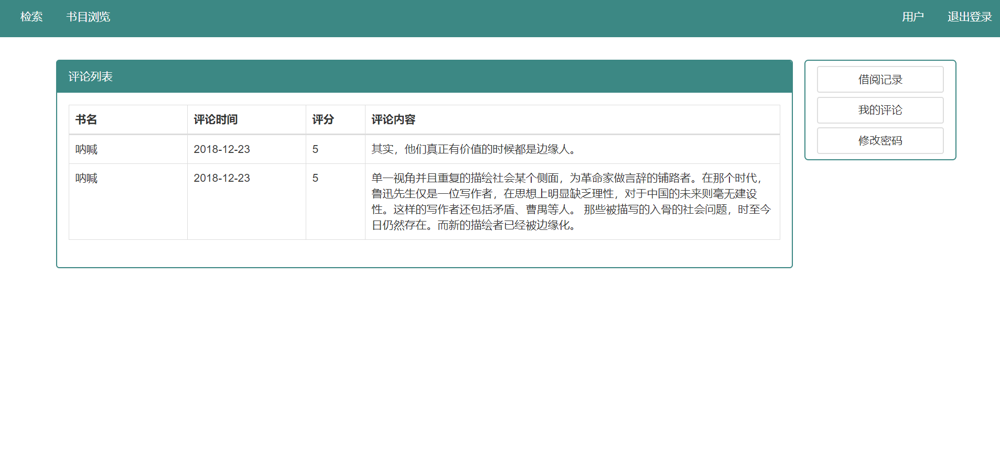 检索 书目浏览 用户 退出登录
评论列表
书名 评论时间 评分 评论内容
呐喊 2018-12-23 5 其实，他们真正有价值的时候都是边缘人。
呐喊 2018-12-23 5 单一视角并且重复的描绘社会某个侧面，为革命家做言辞的铺路者。在那个时代，
鲁迅先生仅是一位写作者，在思想上明显缺乏理性，对于中国的未来则毫无建设
性。这样的写作者还包括矛盾、曹禺等人。 那些被描写的入骨的社会问题，时至今
日仍然存在。而新的描绘者已经被边缘化。
借阅记录
我的评论
修改密码